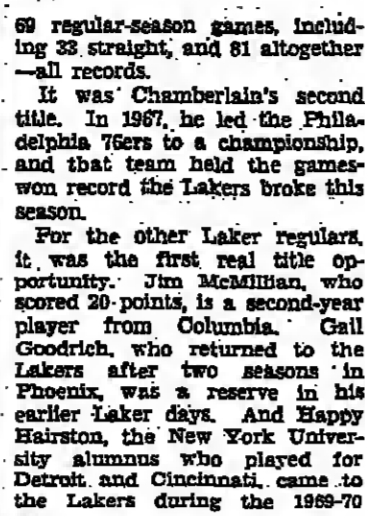 69 regular-season games, includ-
ing 33 straight, and 81 altogether
—all records.
It was Chamberlain's second
title. In 1967, he led the Phila-
delphia 76ers to a championship,
and that team held the games-
won record the Lakers broke this
season.
For the other Laker regulars,
it was the first real title op-
portunity. Jim McMillian, who
scored 20 points, is a second-year
player from Columbia. Gail
Goodrich, who returned to the
Lakers after two seasons in
Phoenix, was a reserve in his
earlier Laker days. And Happy
Hairston, the New York Univer-
sity alumnus who played for
Detroit and Cincinnati, came to
the Lakers during the 1969-70